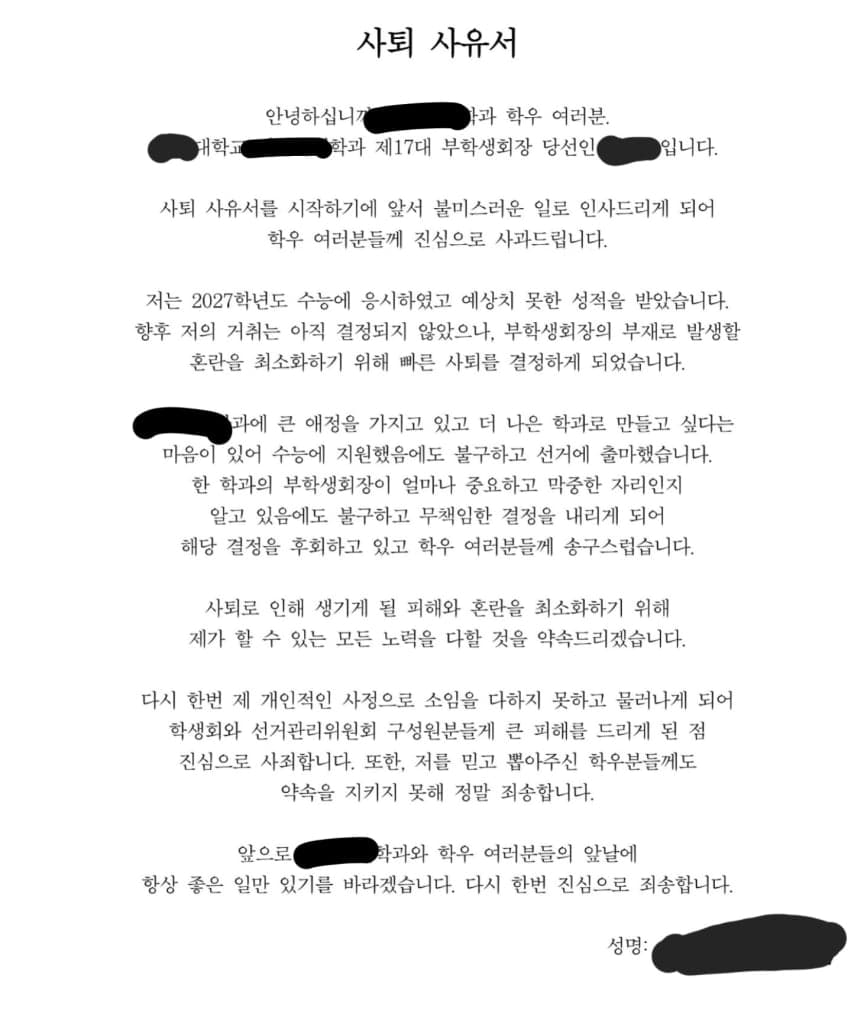 사퇴 사유서
안녕하십니까 학과 학우 여러분.
대학교 학과 제17대 부학생회장 당선인 입니다.
사퇴 사유서를 시작하기에 앞서 불미스러운 일로 인사드리게 되어
학우 여러분들께 진심으로 사과드립니다.
저는 2027학년도 수능에 응시하였고 예상치 못한 성적을 받았습니다.
향후 저의 거취는 아직 결정되지 않았으나, 부학생회장의 부재로 발생할
혼란을 최소화하기 위해 빠른 사퇴를 결정하게 되었습니다.
과에 큰 애정을 가지고 있고 더 나은 학과로 만들고 싶다는
마음이 있어 수능에 지원했음에도 불구하고 선거에 출마했습니다.
한 학과의 부학생회장이 얼마나 중요하고 막중한 자리인지
알고 있음에도 불구하고 무책임한 결정을 내리게 되어
해당 결정을 후회하고 있고 학우 여러분들께 송구스럽습니다.
사퇴로 인해 생기게 될 피해와 혼란을 최소화하기 위해
제가 할 수 있는 모든 노력을 다할 것을 약속드리겠습니다.
다시 한번 제 개인적인 사정으로 소임을 다하지 못하고 물러나게 되어
학생회와 선거관리위원회 구성원분들게 큰 피해를 드리게 된 점
진심으로 사죄합니다. 또한, 저를 믿고 뽑아주신 학우분들께도
약속을 지키지 못해 정말 죄송합니다.
앞으로 학과와 학우 여러분들의 앞날에
항상 좋은 일만 있기를 바라겠습니다. 다시 한번 진심으로 죄송합니다.
성명: